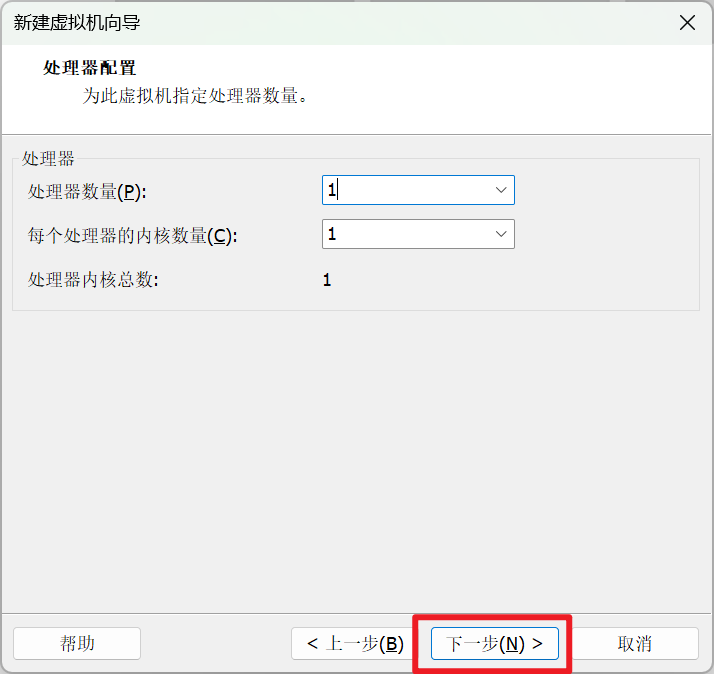 新建虚拟机向导
处理器配置
为此虚拟机指定处理器数量。
处理器
处理器数量(P): 1
每个处理器的内核数量(C): 1
处理器内核总数: 1
帮助 < 上一步(B) 下一步(N) > 取消